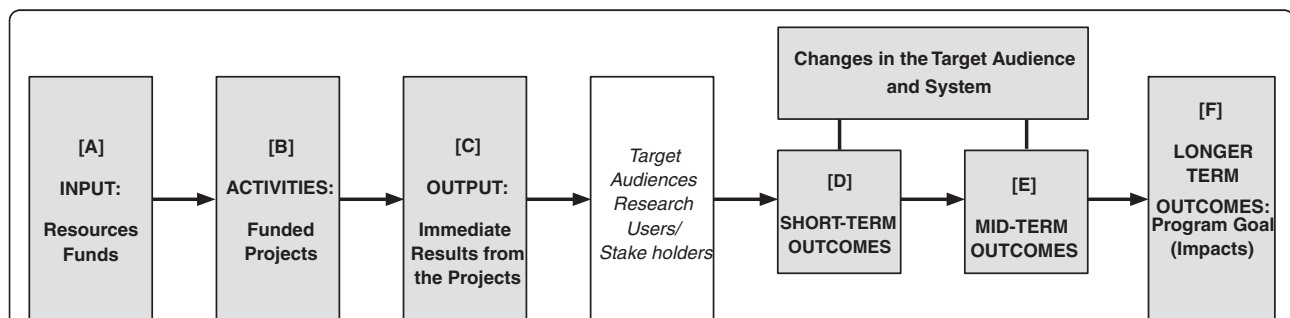 [A]
INPUT:
Resources
Funds
[B]
ACTIVITIES:
Funded
Projects
[C]
OUTPUT:
Immediate
Results from
the Projects
Target
Audiences
Research
Users/
Stake holders
Changes in the Target Audience
and System
[D]
SHORT-TERM
OUTCOMES
[E]
MID-TERM
OUTCOMES
[F]
LONGER
TERM
OUTCOMES:
Program Goal
(Impacts)